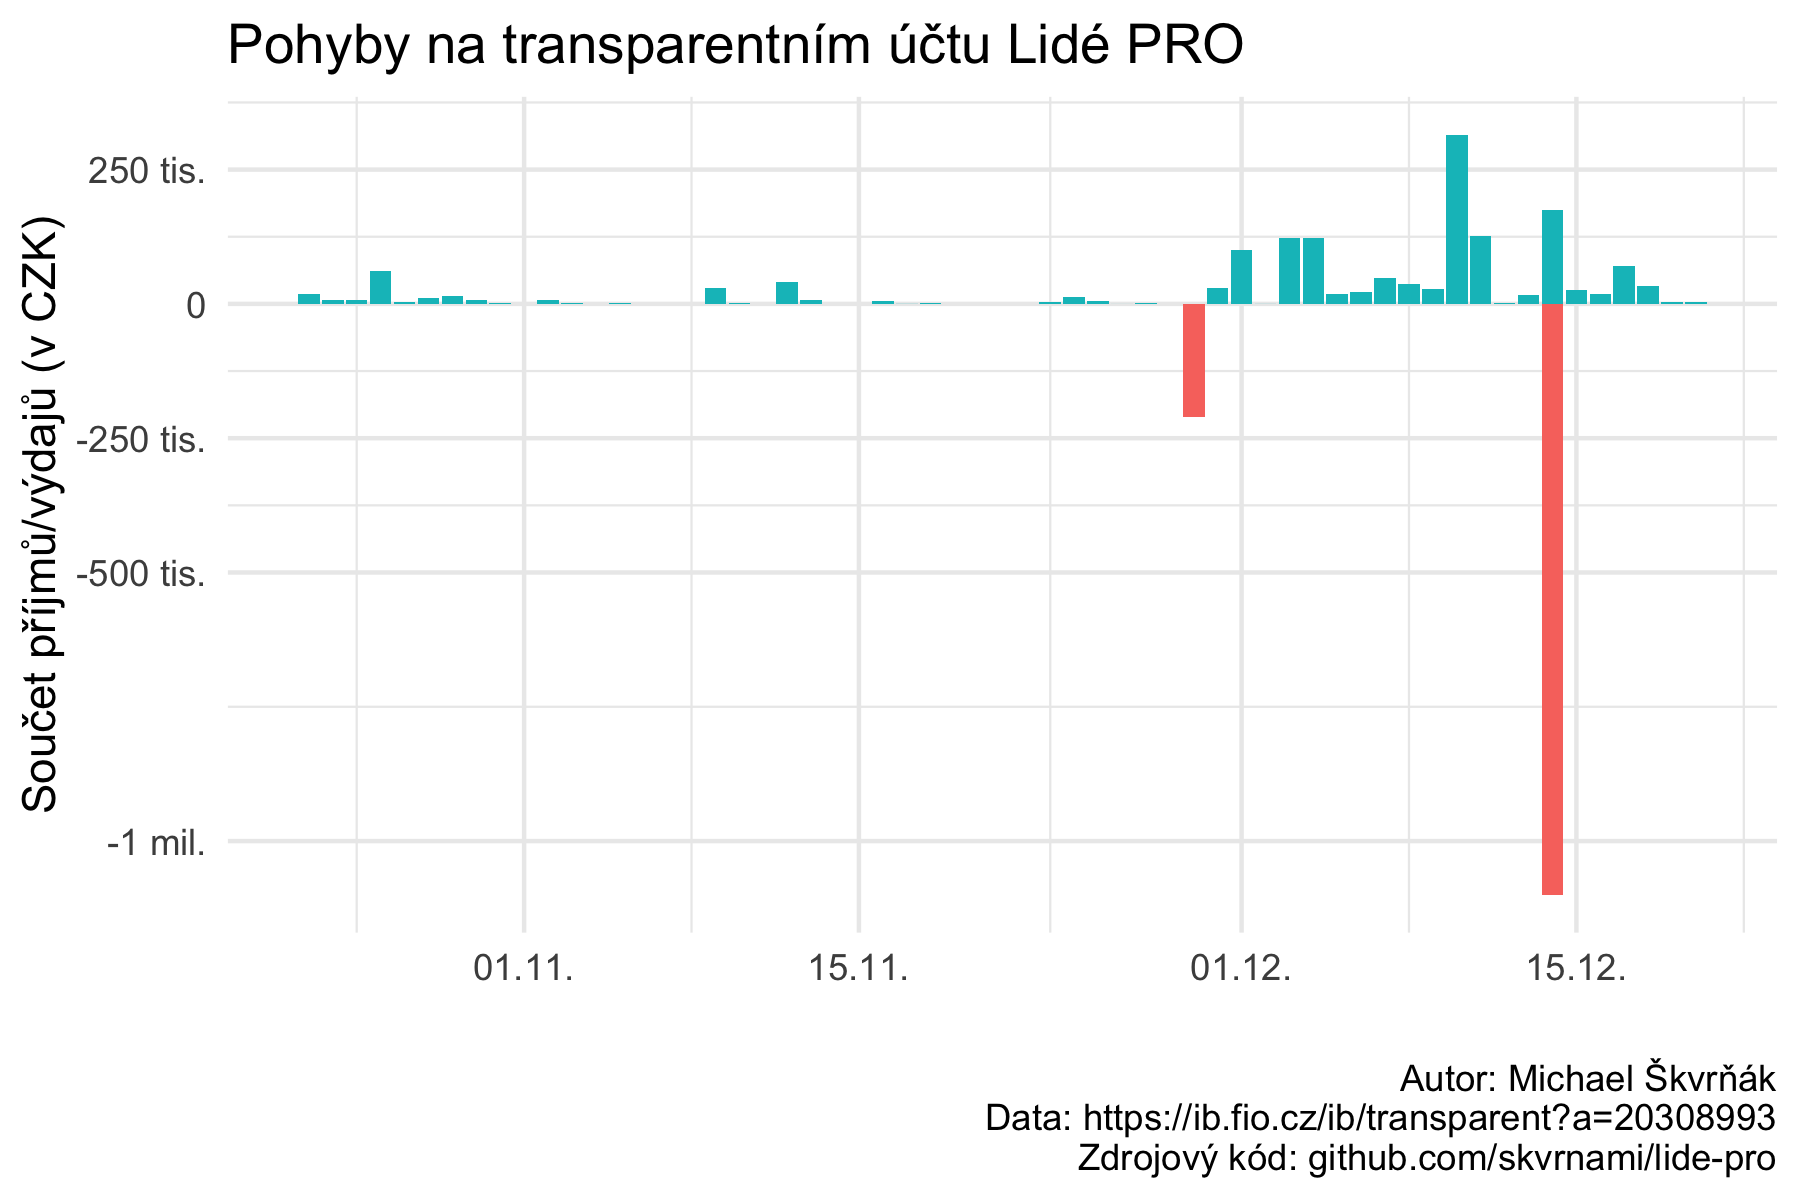 Pohyby na transparentním účtu Lidé PRO
Součet příjmů/výdajů (v CZK)
250 tis.
0
-250 tis.
-500 tis.
-1 mil.
01.11.
15.11.
01.12.
15.12.
Autor: Michael Škvrňák
Data: https://ib.fio.cz/ib/transparent?a=20308993
Zdrojový kód: github.com/skvrnami/lide-pro